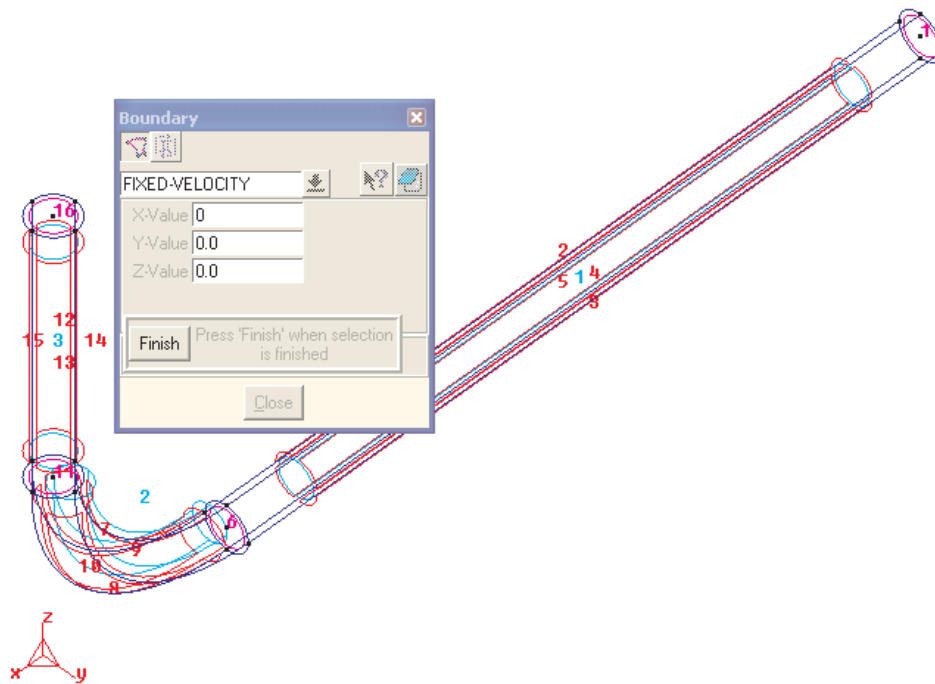 1
Boundary
FIXED-VELOCITY
X-Value 0
Y-Value 0.0
Z-Value 0.0
16
2
5 1 4
3
12
15 3 14
13
Finish
Press 'Finish' when selection
is finished
Close
11
2
6
7
9
10
8
z
x
y